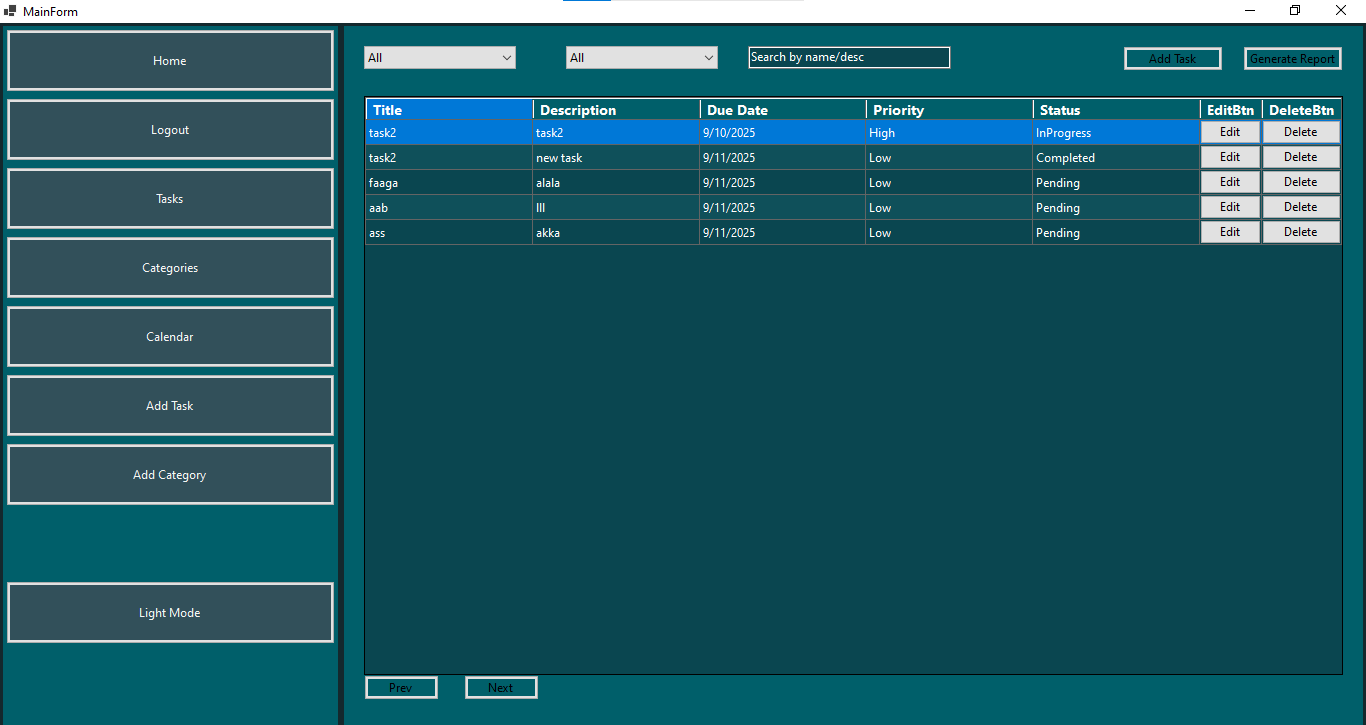 MainForm
Home
Logout
Tasks
Categories
Calendar
Add Task
Add Category
Light Mode
All All Search by name/desc Add Task Generate Report
Title Description Due Date Priority Status EditBtn DeleteBtn
task2 task2 9/10/2025 High InProgress Edit Delete
task2 new task 9/11/2025 Low Completed Edit Delete
faaga alala 9/11/2025 Low Pending Edit Delete
aab lll 9/11/2025 Low Pending Edit Delete
ass akka 9/11/2025 Low Pending Edit Delete
Prev Next